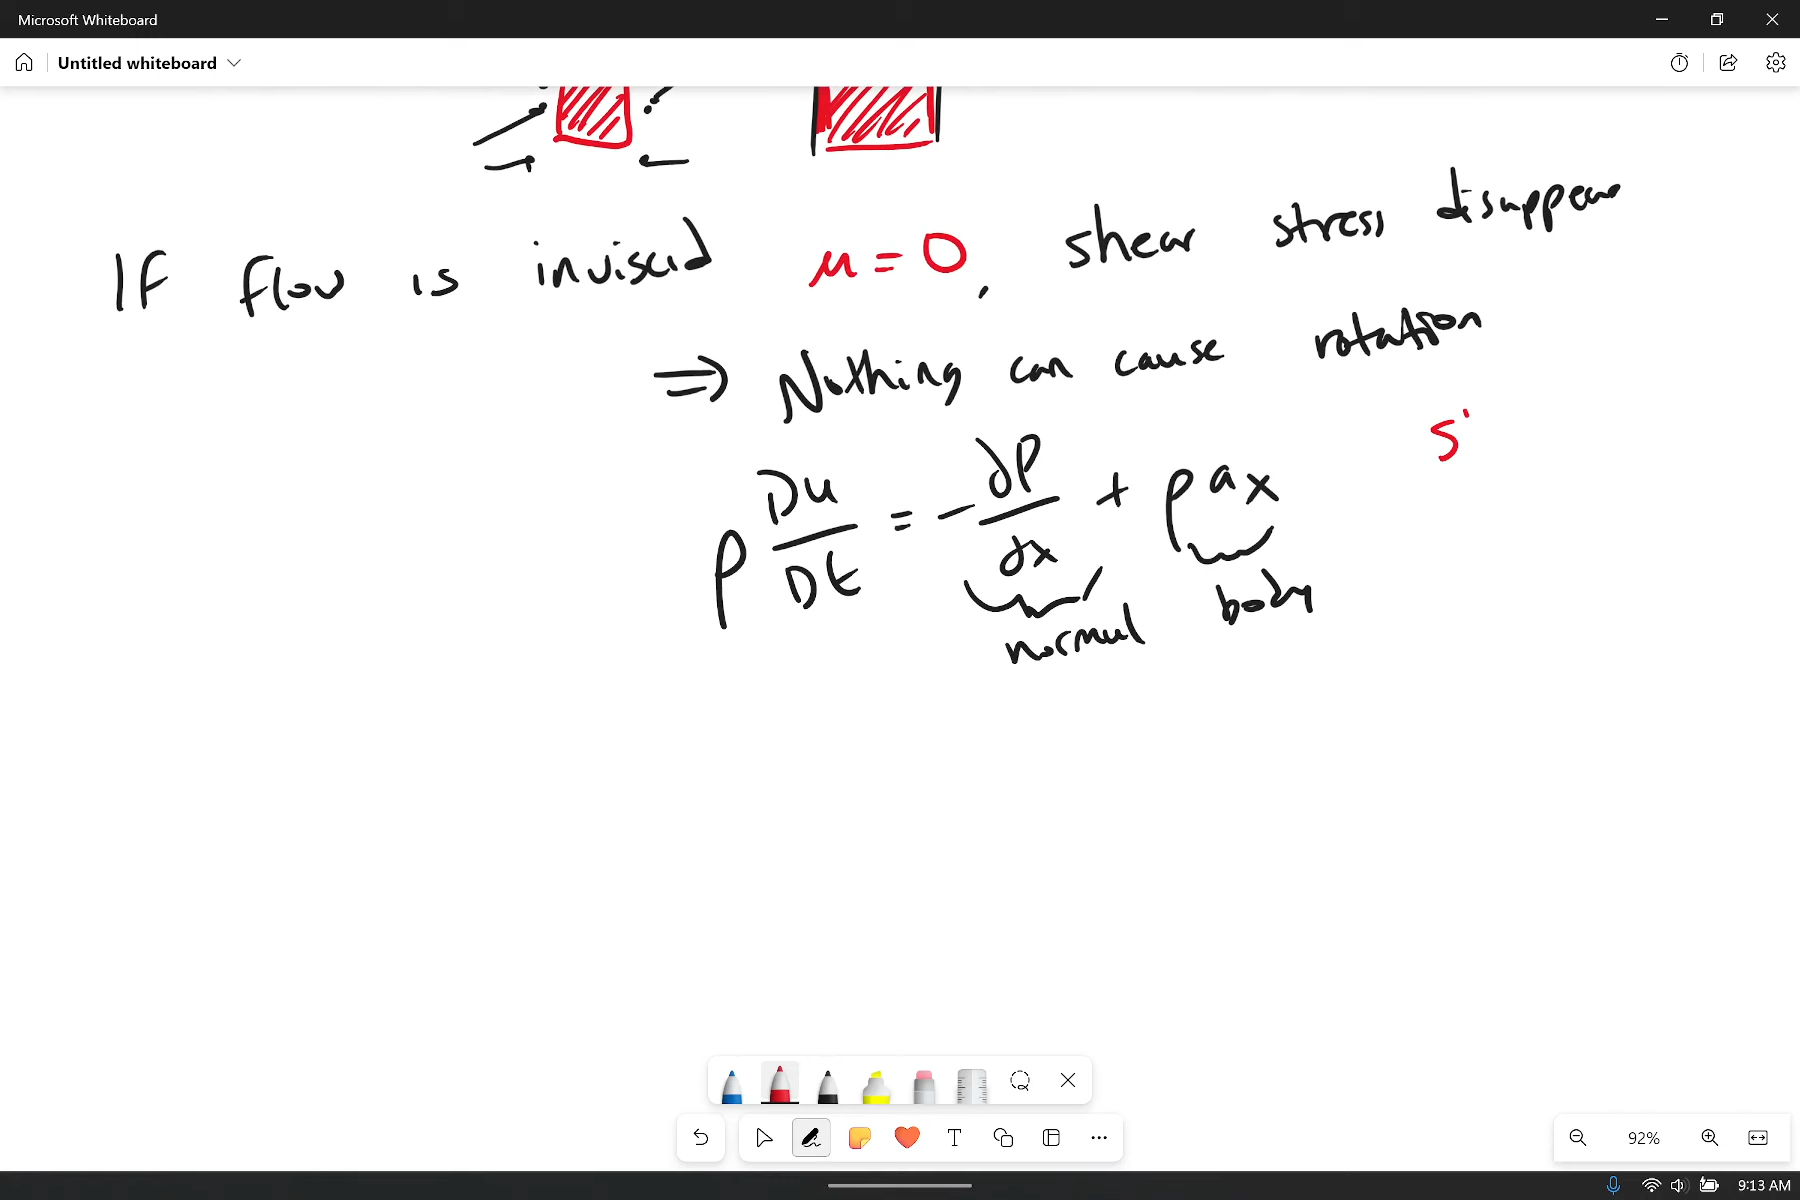 Microsoft Whiteboard
Untitled whiteboard
If flow is inviscid μ = 0, shear stress disappears
⇒ Nothing can cause rotation
S'
ρ Du/Dt = - ∂P/∂x + ρ ax
normal body
92%
9:13 AM